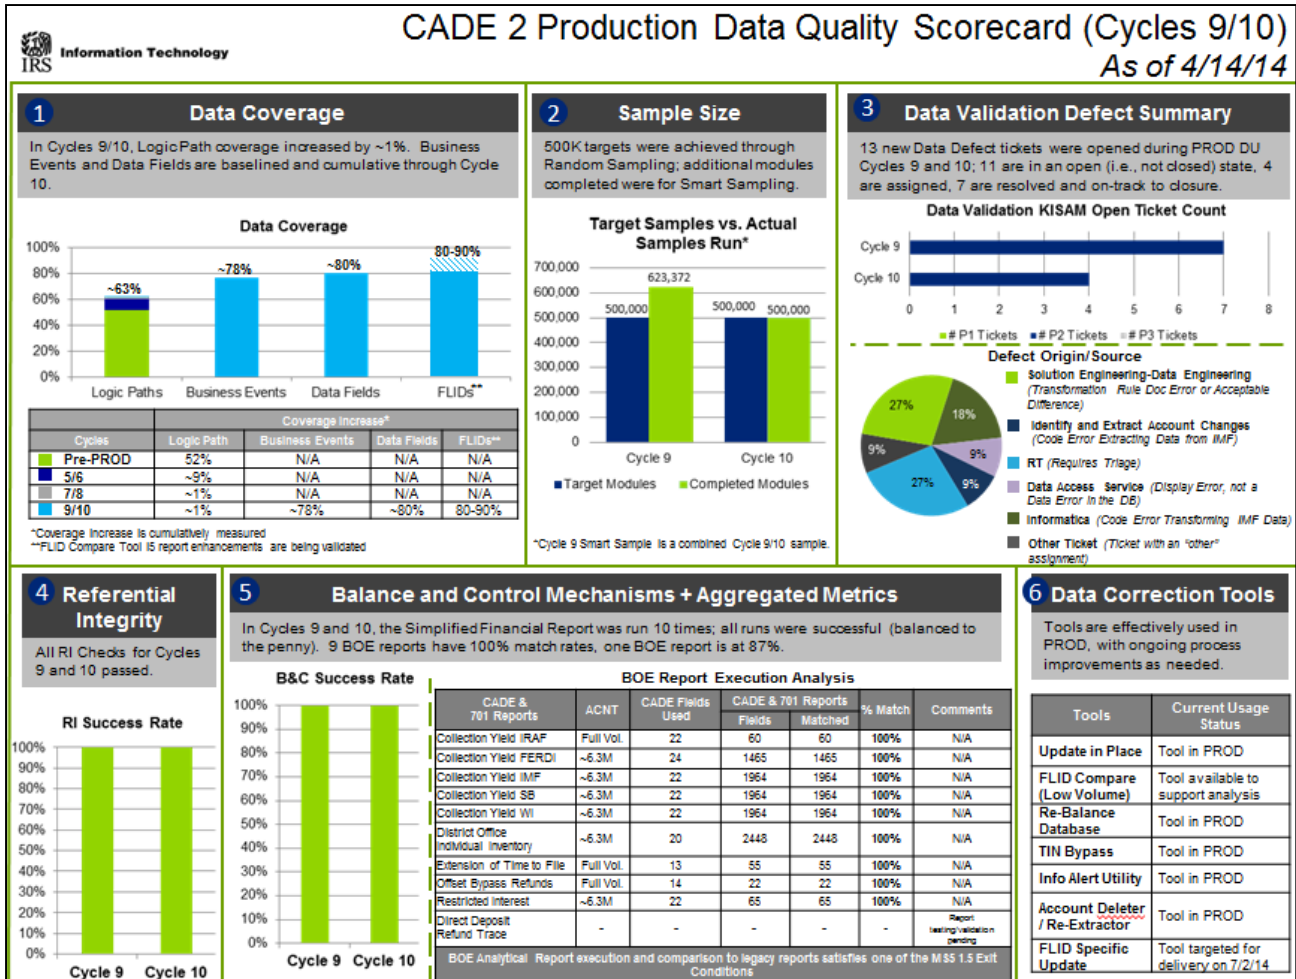 CADE 2 Production Data Quality Scorecard (Cycles 9/10)
As of 4/14/14
IRS
Information Technology
1
Data Coverage
In Cycles 9/10, Logic Path coverage increased by ~1%. Business
Events and Data Fields are baselined and cumulative through Cycle
10.
Data Coverage
100%
80%
60%
40%
20%
0%
~63%
~78%
~80%
80-90%
Logic Paths
Business Events
Data Fields
FLIDs**
Coverage Increase*
Cycles Logic Path Business Events Data Fields FLIDs**
Pre-PROD 52% N/A N/A N/A
5/6 ~9% N/A N/A N/A
7/8 ~1% N/A N/A N/A
9/10 ~1% ~78% ~80% 80-90%
*Coverage Increase is cumulatively measured
**FLID Compare Tool I5 report enhancements are being validated
2
Sample Size
500K targets were achieved through
Random Sampling; additional modules
completed were for Smart Sampling.
Target Samples vs. Actual
Samples Run*
700,000
600,000
500,000
400,000
300,000
200,000
100,000
0
500,000
623,372
500,000
500,000
Cycle 9
Cycle 10
Target Modules
Completed Modules
*Cycle 9 Smart Sample is a combined Cycle 9/10 sample.
3
Data Validation Defect Summary
13 new Data Defect tickets were opened during PROD DU
Cycles 9 and 10; 11 are in an open (i.e., not closed) state, 4
are assigned, 7 are resolved and on-track to closure.
Data Validation KISAM Open Ticket Count
Cycle 9
Cycle 10
0 1 2 3 4 5 6 7 8
# P1 Tickets # P2 Tickets # P3 Tickets
Defect Origin/Source
27%
18%
9%
9%
27%
9%
Solution Engineering-Data Engineering
(Transformation Rule Doc Error or Acceptable
Difference)
Identify and Extract Account Changes
(Code Error Extracting Data from IMF)
RT (Requires Triage)
Data Access Service (Display Error, not a
Data Error in the DB)
Informatica (Code Error Transforming IMF Data)
Other Ticket (Ticket with an "other"
assignment)
4
Referential
Integrity
All RI Checks for Cycles
9 and 10 passed.
RI Success Rate
100%
90%
80%
70%
60%
50%
40%
30%
20%
10%
0%
Cycle 9 Cycle 10
5
Balance and Control Mechanisms + Aggregated Metrics
In Cycles 9 and 10, the Simplified Financial Report was run 10 times; all runs were successful (balanced to
the penny). 9 BOE reports have 100% match rates, one BOE report is at 87%.
B&C Success Rate
100%
90%
80%
70%
60%
50%
40%
30%
20%
10%
0%
Cycle 9 Cycle 10
BOE Report Execution Analysis
CADE &
701 Reports
ACNT
CADE Fields
Used
CADE & 701 Reports
Fields Matched
% Match
Comments
Collection Yield IRAF Full Vol. 22 60 60 100% N/A
Collection Yield FERDI ~6.3M 24 1465 1465 100% N/A
Collection Yield IMF ~6.3M 22 1964 1964 100% N/A
Collection Yield SB ~6.3M 22 1964 1964 100% N/A
Collection Yield WI ~6.3M 22 1964 1964 100% N/A
District Office
Individual Inventory ~6.3M 20 2448 2448 100% N/A
Extension of Time to File Full Vol. 13 55 55 100% N/A
Offset Bypass Refunds Full Vol. 14 22 22 100% N/A
Restricted Interest ~6.3M 22 65 65 100% N/A
Direct Deposit
Refund Trace - - - - -
Report
testing/validation
pending
BOE Analytical Report execution and comparison to legacy reports satisfies one of the MS5 1.5 Exit
Conditions
6
Data Correction Tools
Tools are effectively used in
PROD, with ongoing process
improvements as needed.
Tools
Current Usage
Status
Update in Place Tool in PROD
FLID Compare
(Low Volume)
Tool available to
support analysis
Re-Balance
Database
Tool in PROD
TIN Bypass Tool in PROD
Info Alert Utility Tool in PROD
Account Deleter
/ Re-Extractor
Tool in PROD
FLID Specific
Update
Tool targeted for
delivery on 7/2/14